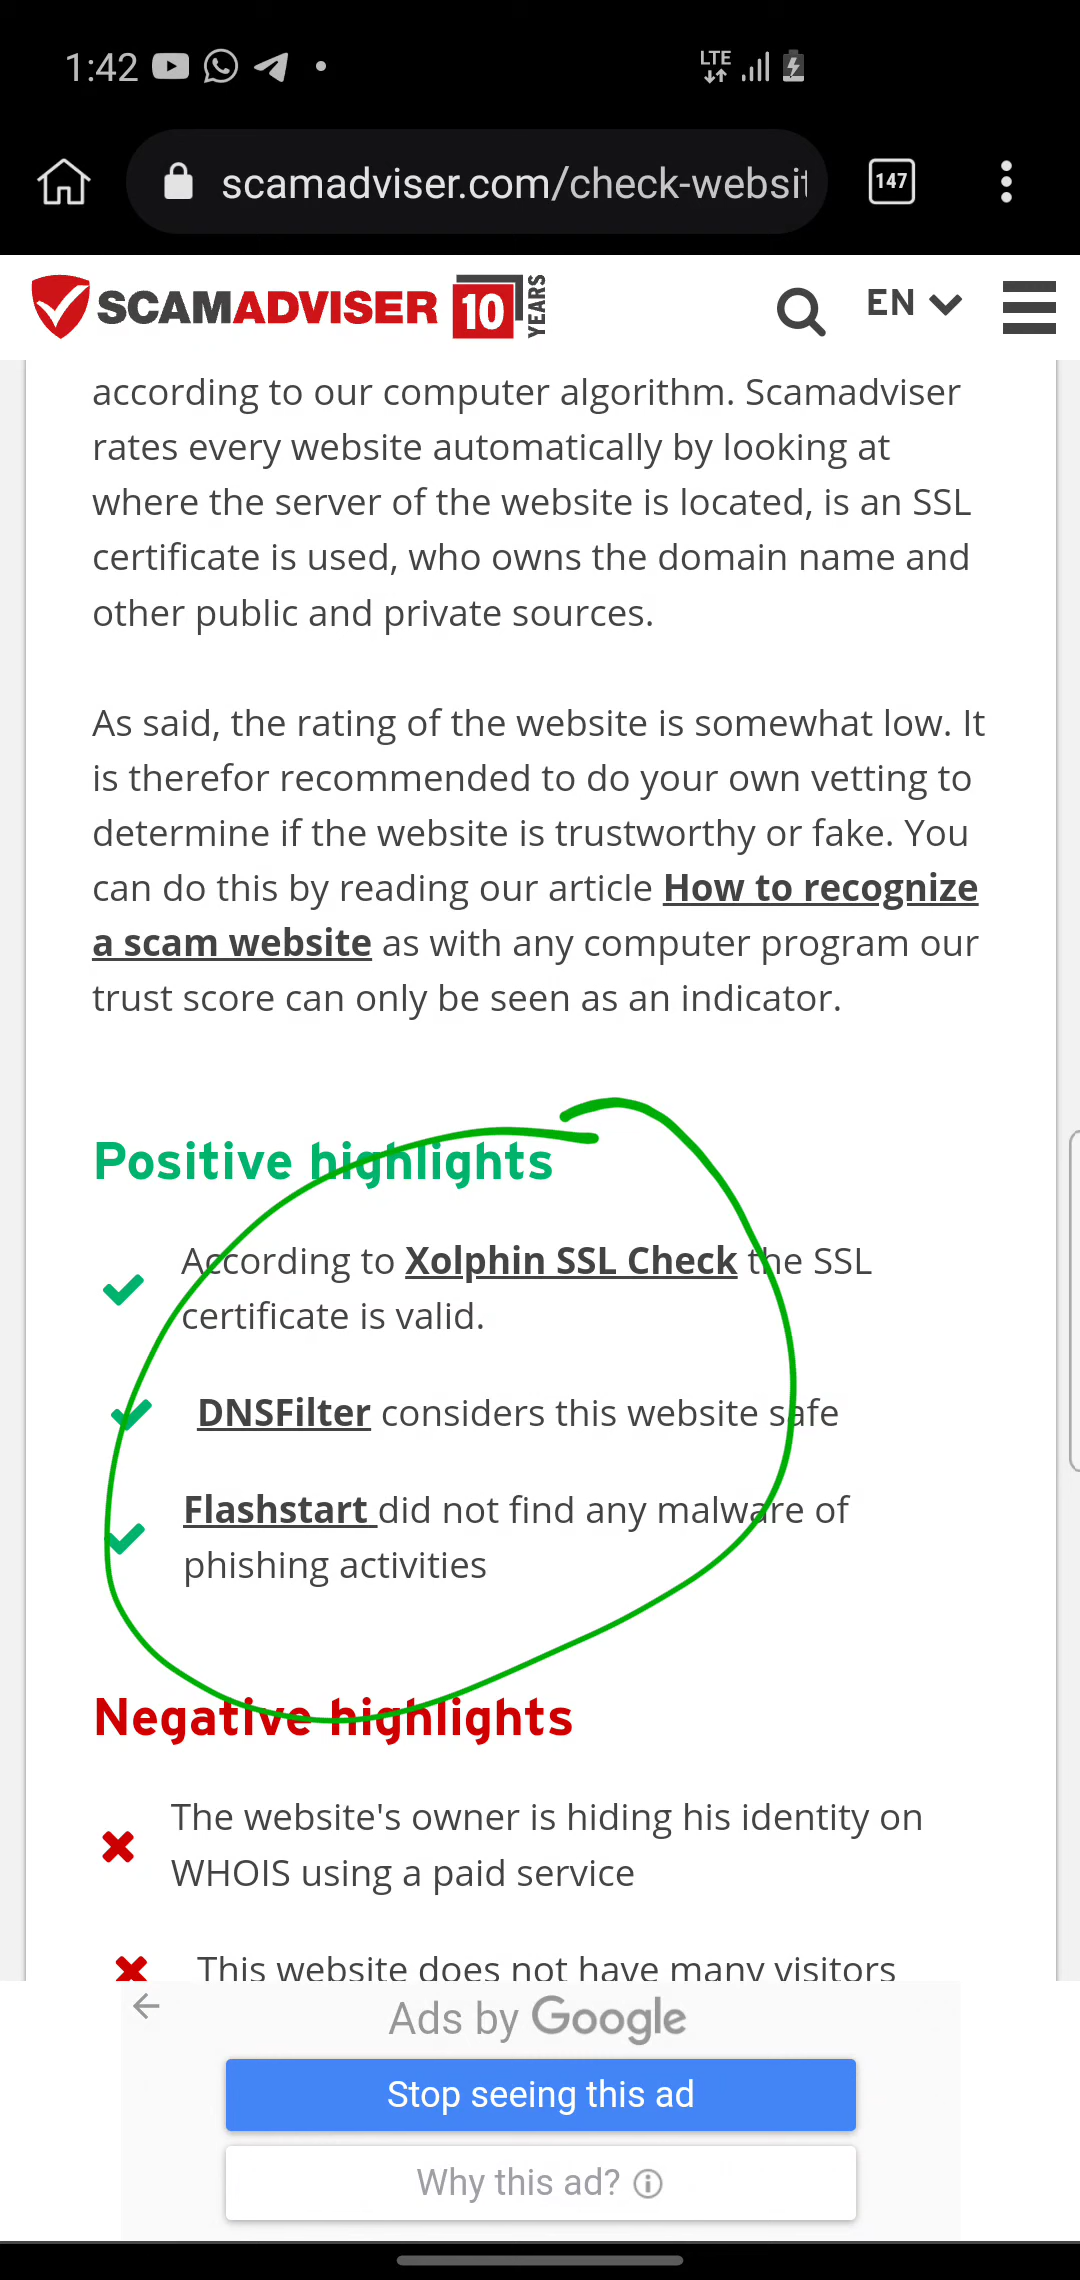 1:42
LTE
scamadviser.com/check-websit
147
SCAMADVISER 10 YEARS
EN
according to our computer algorithm. Scamadviser
rates every website automatically by looking at
where the server of the website is located, is an SSL
certificate is used, who owns the domain name and
other public and private sources.
As said, the rating of the website is somewhat low. It
is therefor recommended to do your own vetting to
determine if the website is trustworthy or fake. You
can do this by reading our article How to recognize
a scam website as with any computer program our
trust score can only be seen as an indicator.
Positive highlights
According to Xolphin SSL Check the SSL
certificate is valid.
DNSFilter considers this website safe
Flashstart did not find any malware of
phishing activities
Negative highlights
The website's owner is hiding his identity on
WHOIS using a paid service
This website does not have many visitors
Ads by Google
Stop seeing this ad
Why this ad?